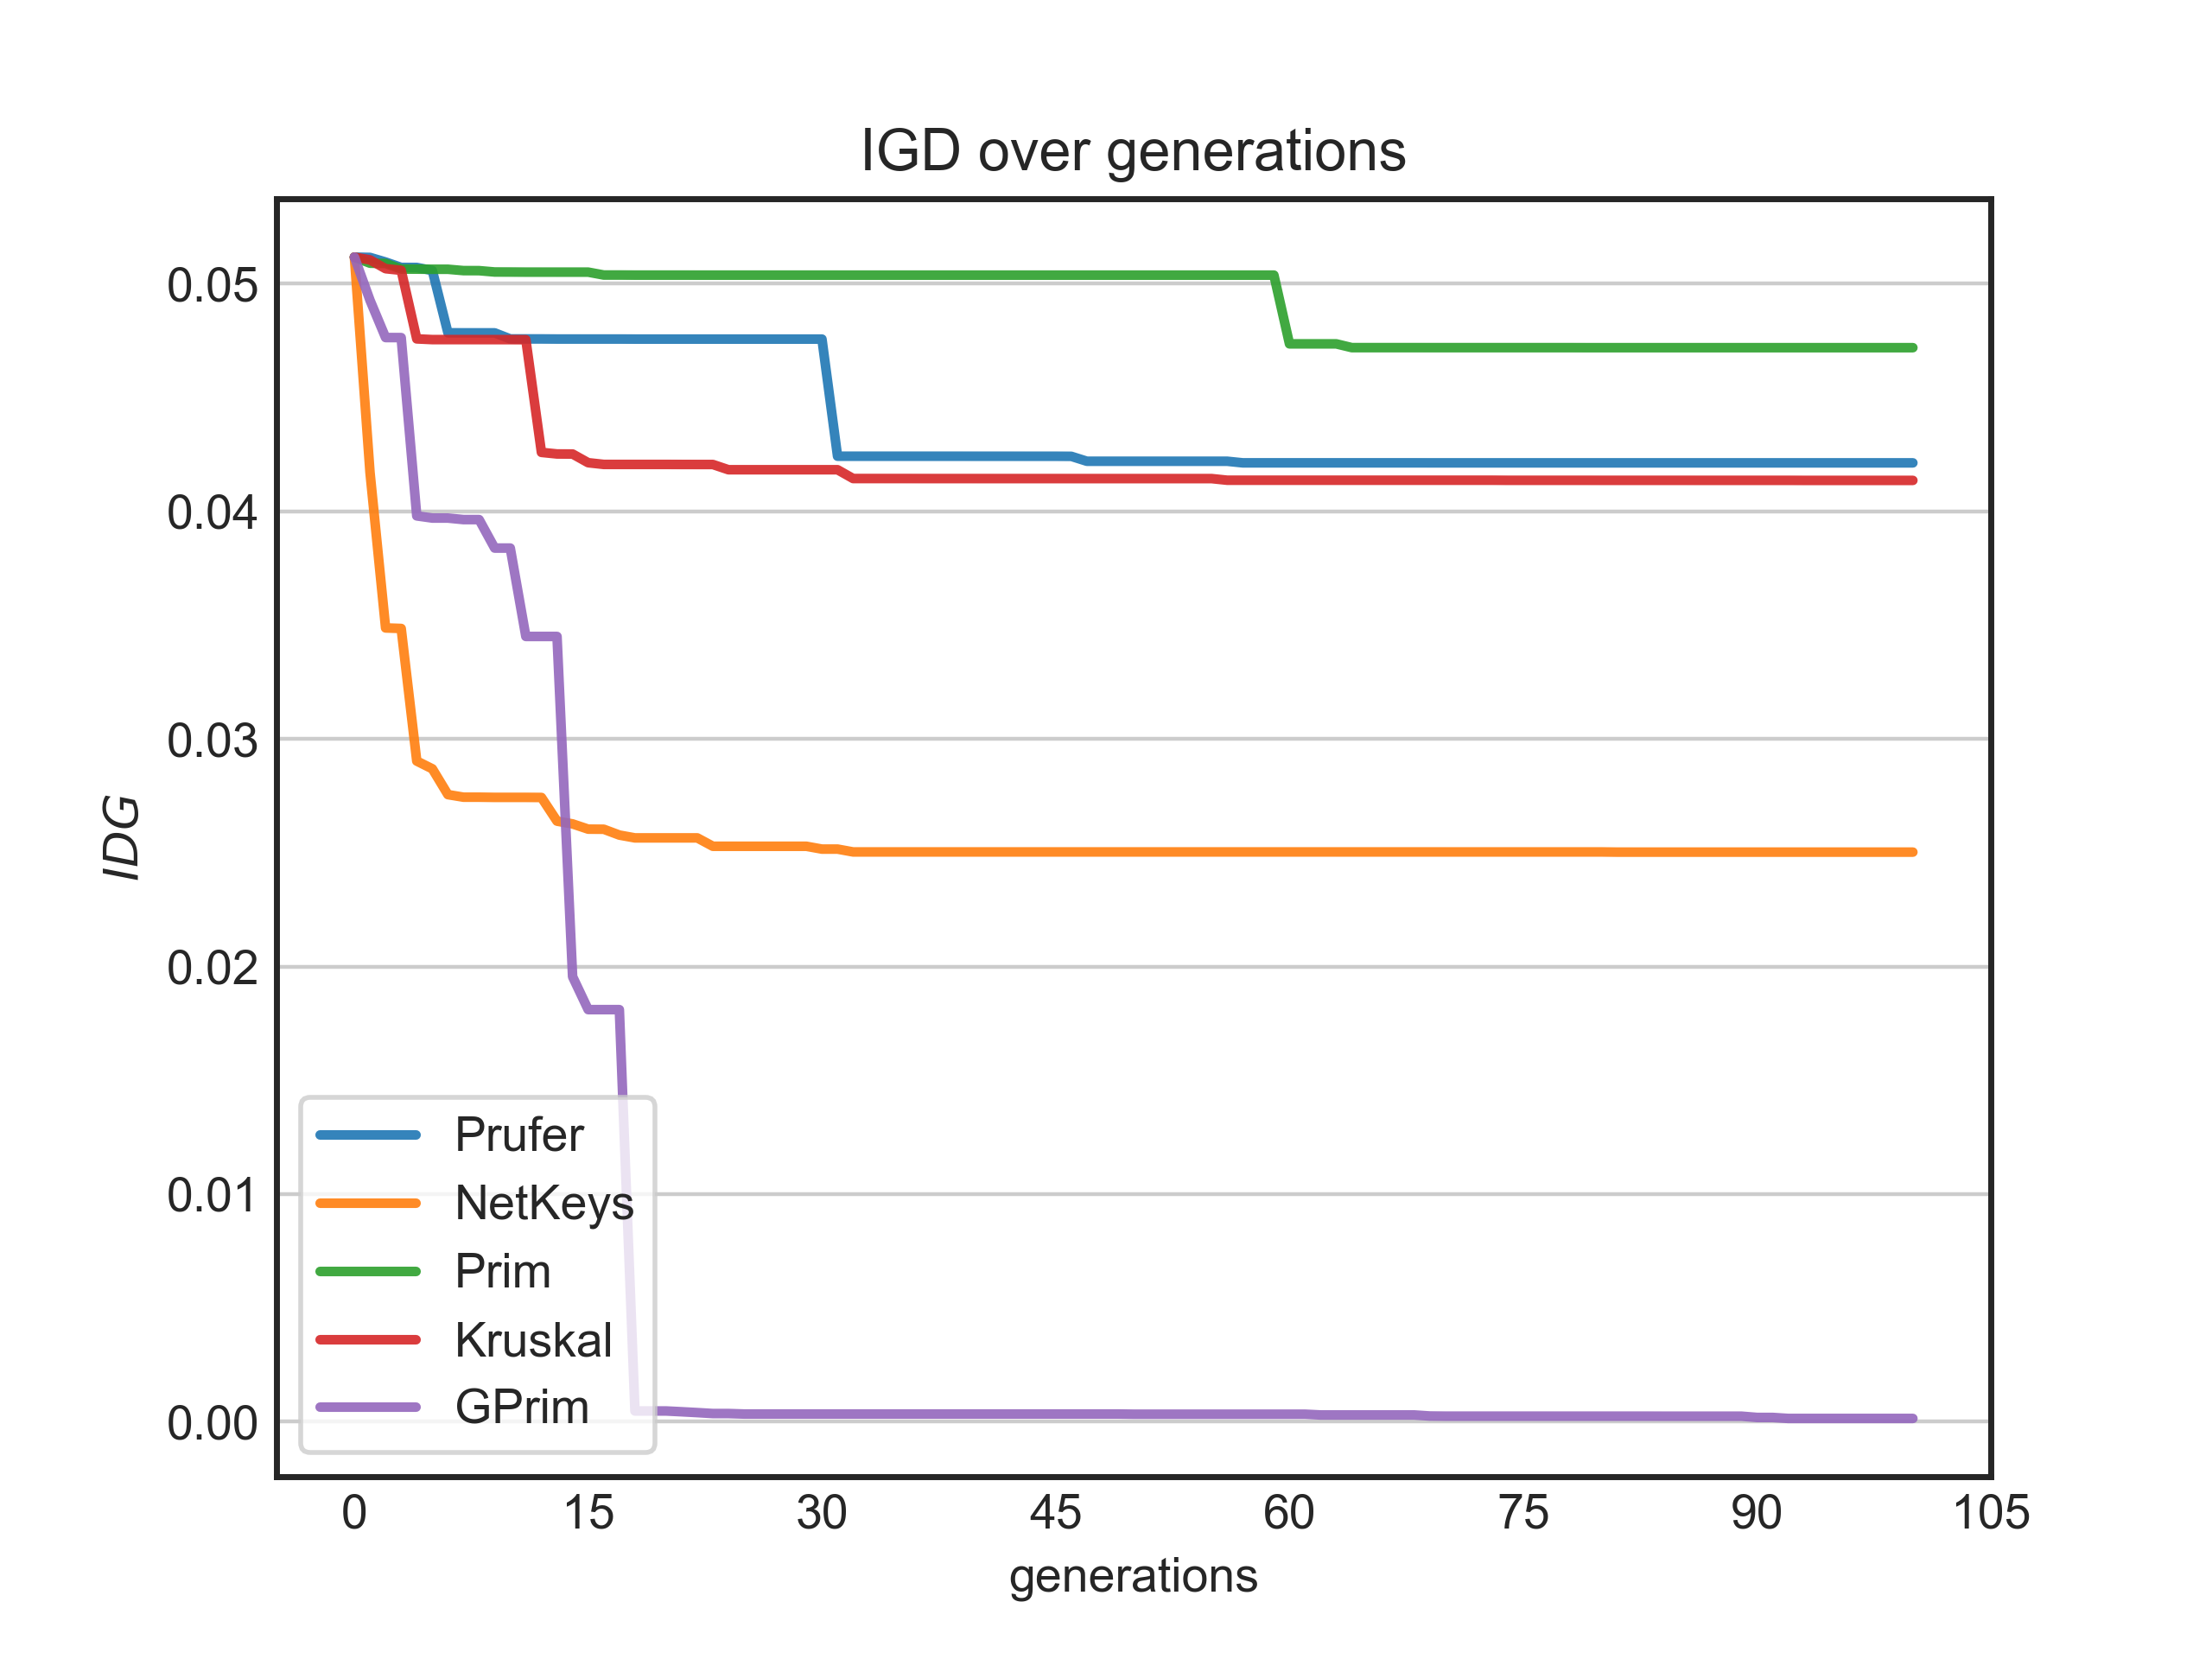 IGD over generations
IDG
0.05
0.04
0.03
0.02
0.01
0.00
Prufer
NetKeys
Prim
Kruskal
GPrim
0 15 30 45 60 75 90 105
generations